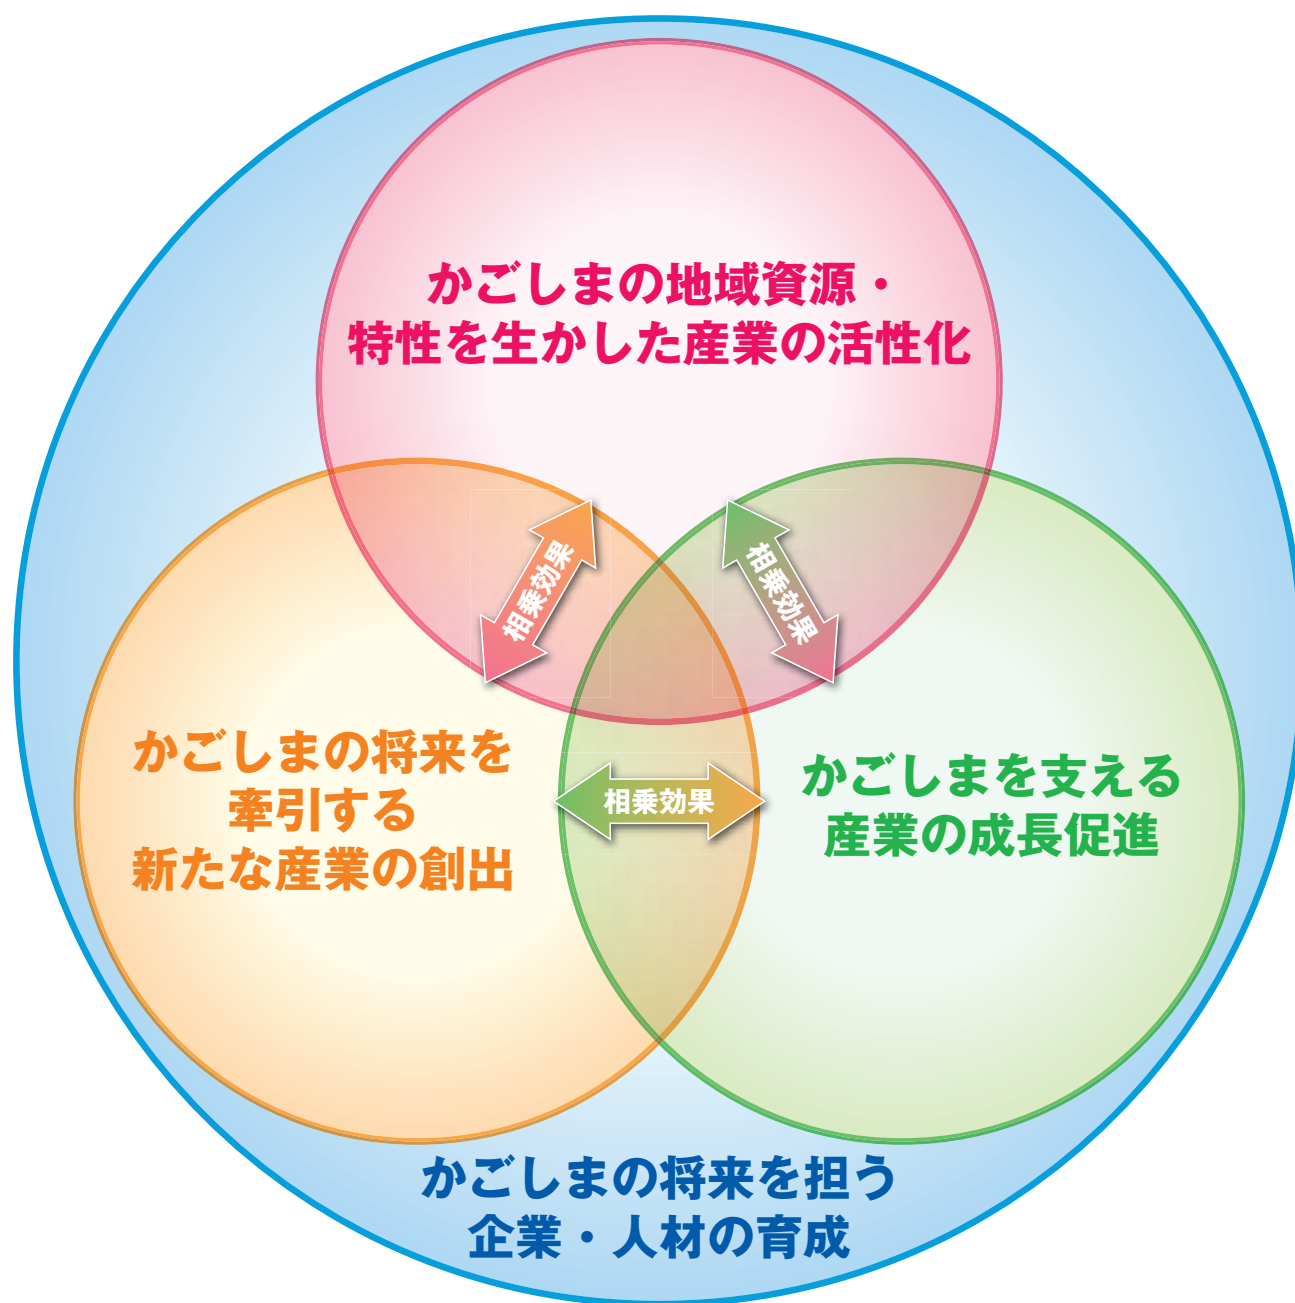 かごしまの地域資源・
特性を生かした産業の活性化
相乗効果
相乗効果
かごしまの将来を
牽引する
新たな産業の創出
相乗効果
かごしまを支える
産業の成長促進
かごしまの将来を担う
企業・人材の育成